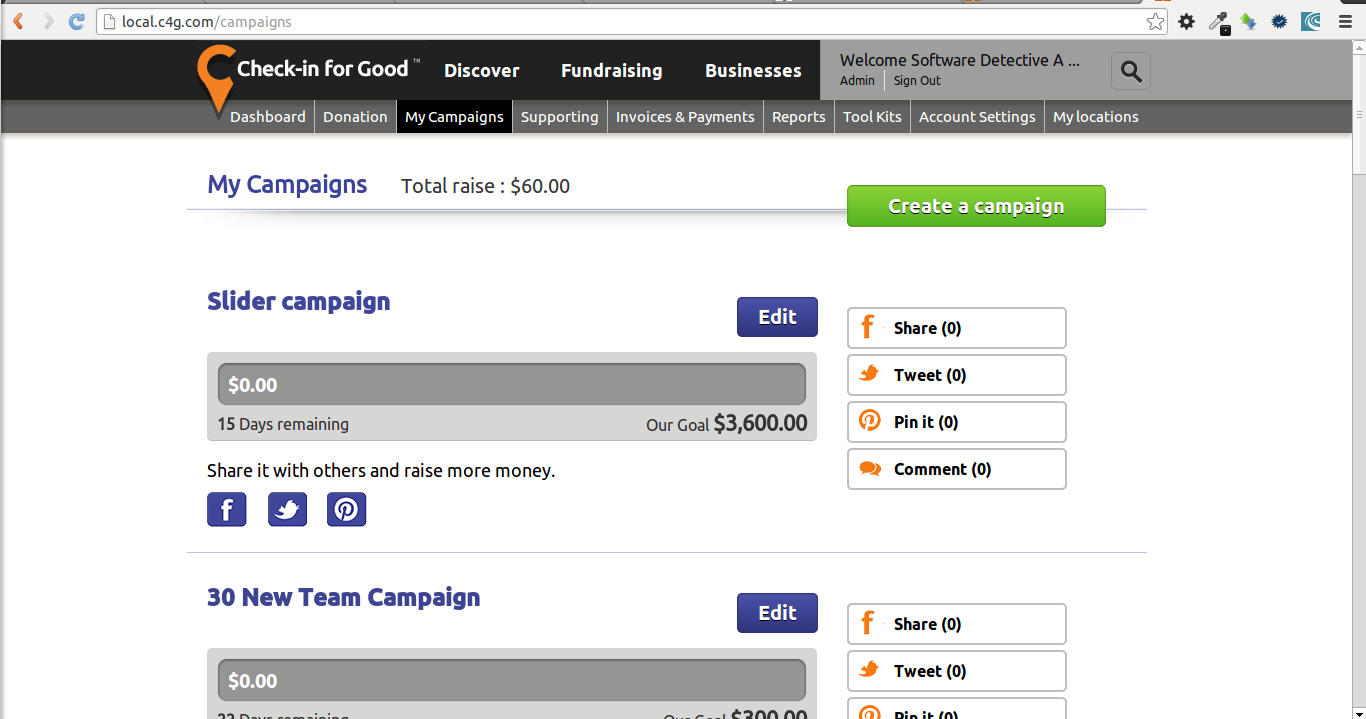 local.c4g.com/campaigns
Check-in for Good ™
Discover
Fundraising
Businesses
Welcome Software Detective A ...
Admin
Sign Out
Dashboard
Donation
My Campaigns
Supporting
Invoices & Payments
Reports
Tool Kits
Account Settings
My locations
My Campaigns
Total raise : $60.00
Create a campaign
Slider campaign
Edit
$0.00
15 Days remaining
Our Goal $3,600.00
Share (0)
Tweet (0)
Pin it (0)
Comment (0)
Share it with others and raise more money.
30 New Team Campaign
Edit
$0.00
22 Days remaining
Our Goal $300.00
Share (0)
Tweet (0)
Pin it (0)